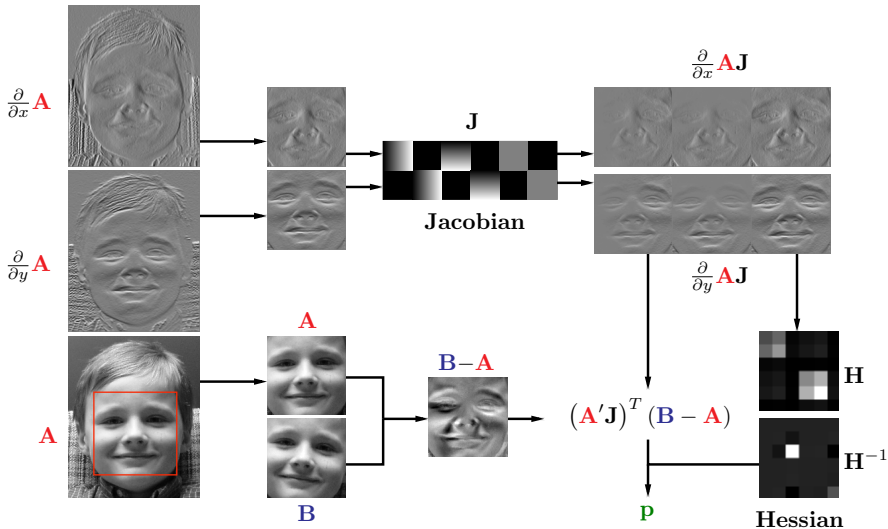 ∂/∂x A
J
∂/∂x AJ
Jacobian
∂/∂y A
∂/∂y AJ
A
B−A
H
A
(A′J)^T (B − A)
H^−1
B
p
Hessian